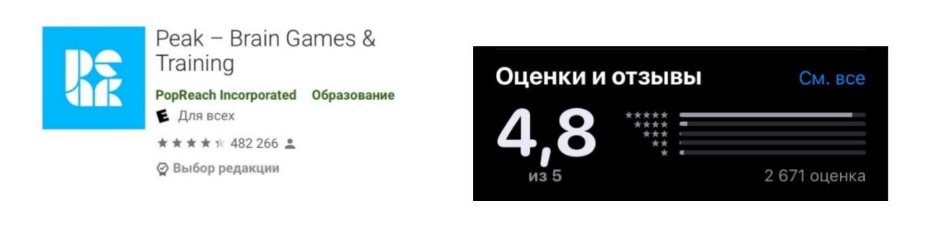 PEAK
Peak – Brain Games &
Training
PopReach Incorporated Образование
E Для всех
482 266
Выбор редакции
Оценки и отзывы См. все
4,8
из 5
2 671 оценка